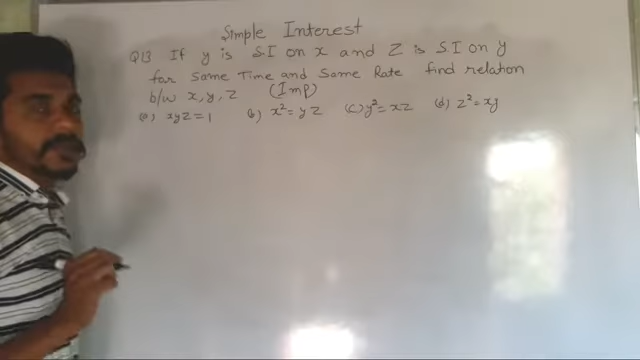 Simple Interest
Q13 If y is S.I on x and Z is S.I on y
for Same Time and Same Rate find relation
b/w x, y, Z (Imp)
(a) xyZ = 1 (b) x² = yZ (c) y² = xZ (d) Z² = xy